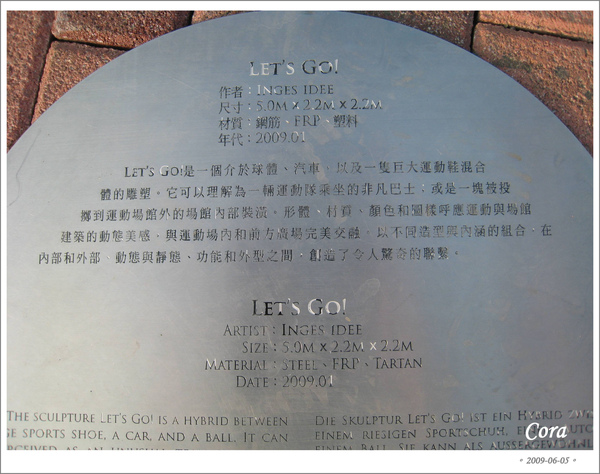 LET'S GO!
作者：INGES IDEE
尺寸：5.0M × 2.2M × 2.2M
材質：鋼筋、FRP、塑料
年代：2009.01
LET'S GO!是一個介於球體、汽車、以及一隻巨大運動鞋混合
體的雕塑。它可以理解為一輛運動隊乘坐的非凡巴士；或是一塊被投
擲到運動場館外的場館內部裝潢。形體、材質、顏色和圖樣呼應運動與場館
建築的動態美感，與運動場內和前方廣場完美交融。以不同造型與內涵的組合，在
內部和外部、動態與靜態、功能和外型之間，創造了令人驚奇的聯繫。
LET'S GO!
ARTIST：INGES IDEE
SIZE：5.0M × 2.2M × 2.2M
MATERIAL：STEEL、FRP、TARTAN
DATE：2009.01
THE SCULPTURE LET'S GO! IS A HYBRID BETWEEN
SPORTS SHOE, A CAR, AND A BALL. IT CAN
AS AN
DIE SKULPTUR LET'S GO! IST EIN HYBRID
EINEM RIESIGEN SPORTSCHUH,
BALL. SIE KANN ALS
Cora
2009-06-05